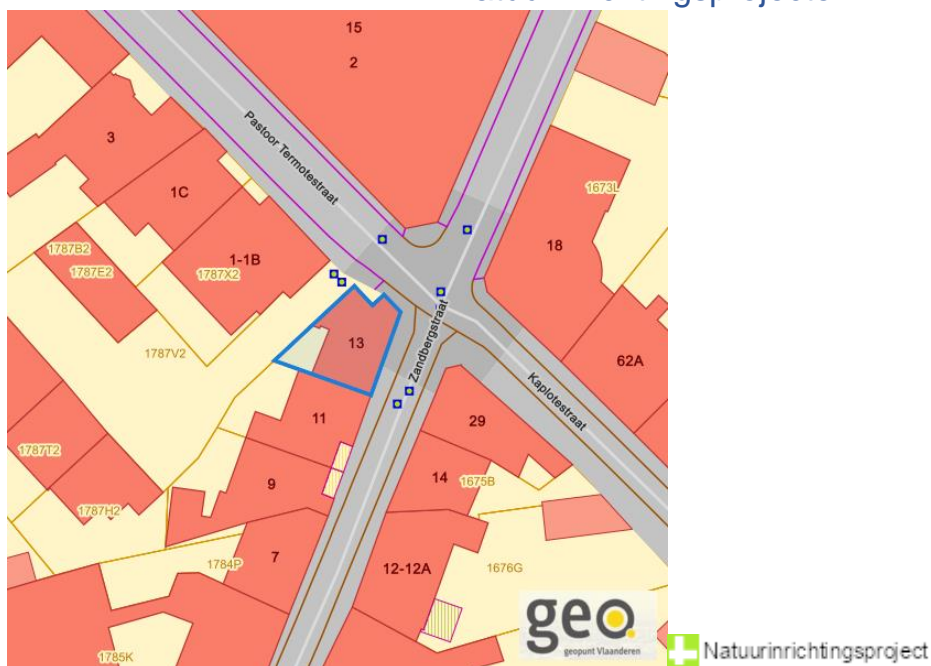 15
2
Pastoor Termotestraat
3
1C
1673L
1787B2
1787E2
1-1B
1787X2
18
13
Zandbergstraat
1787V2
62A
Kaplotestraat
11
29
1787T2
9
14
1675B
1787H2
7
1784P
12-12A
1676G
geo
geopunt Vlaanderen
Natuurinrichtingsproject
1785K